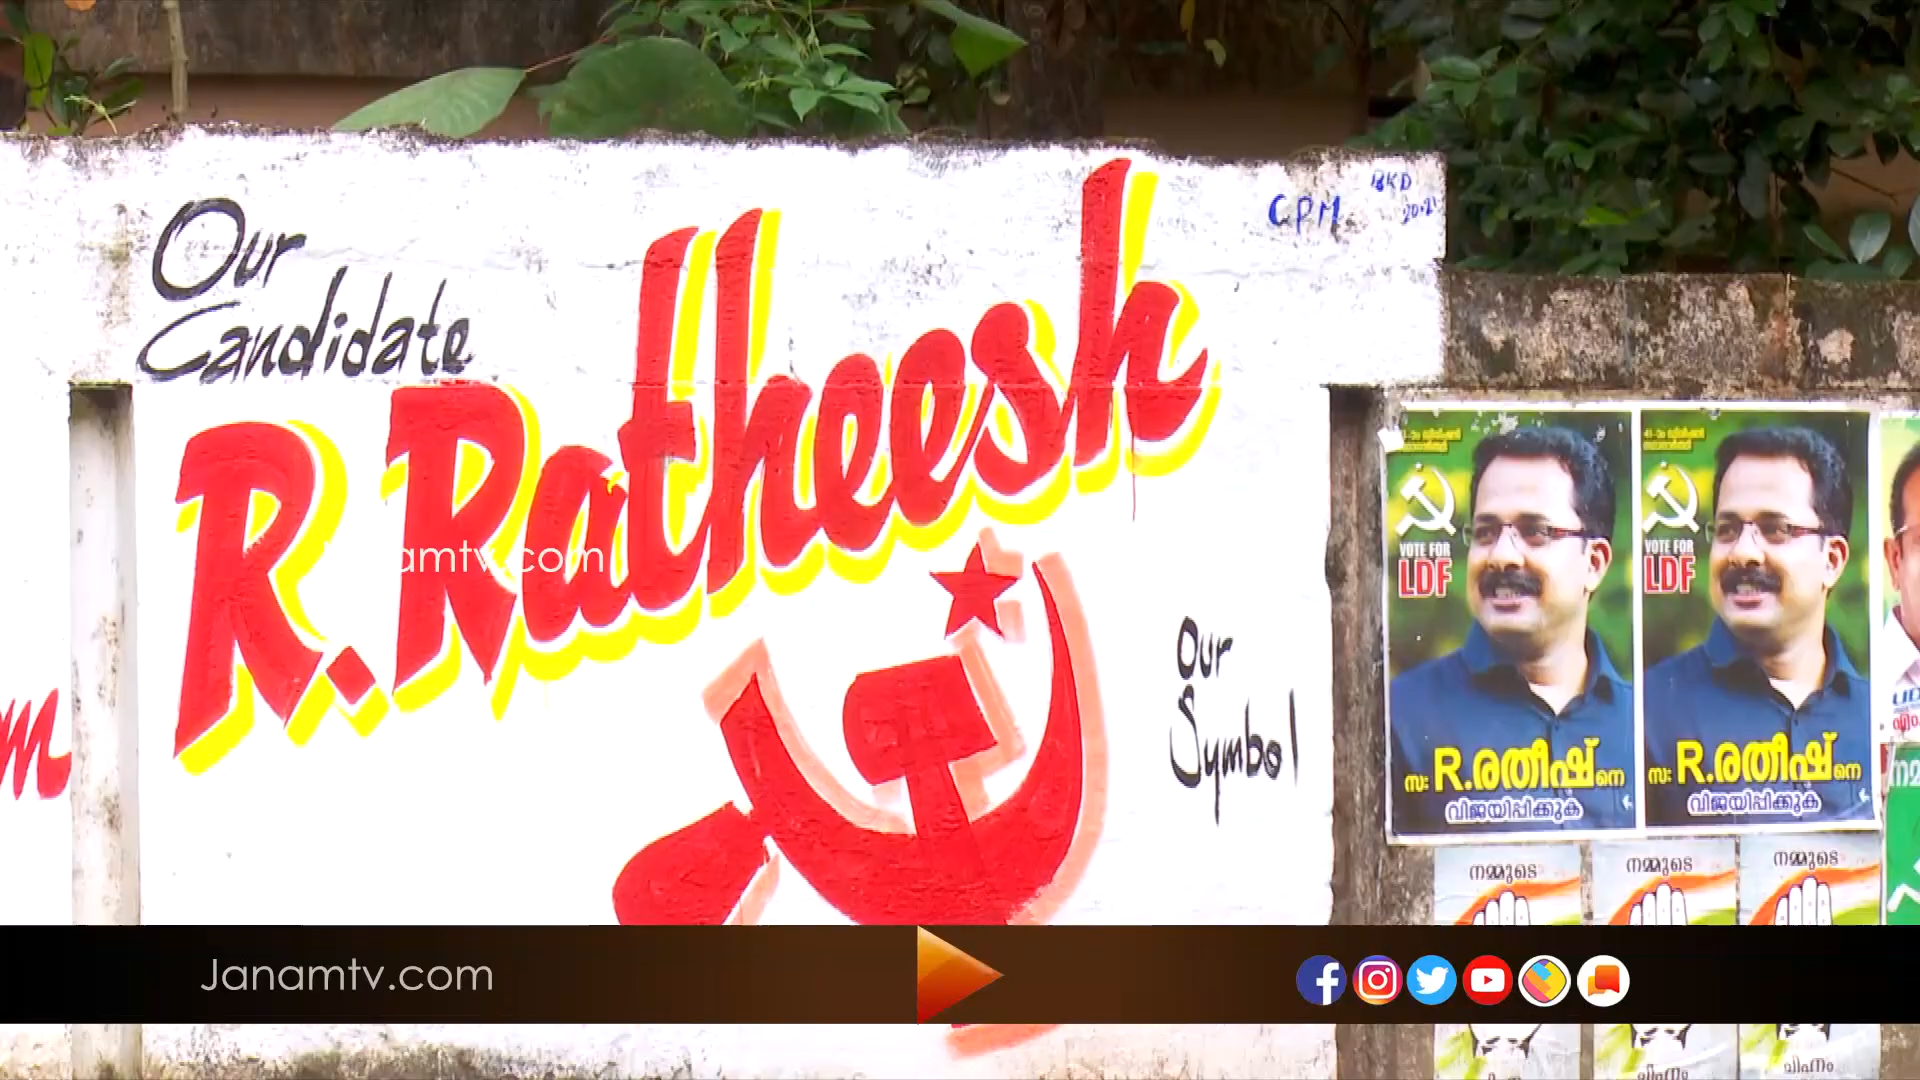 Our
Candidate
R. Ratheesh
CPM
BKD
Janamtv.com
Our
Symbol
m
VOTE FOR
LDF
സ: R.രതീഷ്നെ
വിജയിപ്പിക്കുക
VOTE FOR
LDF
സ: R.രതീഷ്നെ
വിജയിപ്പിക്കുക
നമ്മുടെ
നമ്മുടെ
നമ്മുടെ
ചിഹ്നം
ചിഹ്നം
Janamtv.com